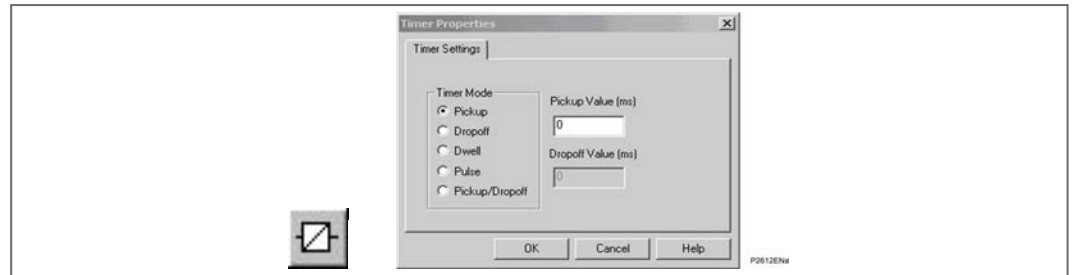 Timer Properties
Timer Settings
Timer Mode
Pickup
Dropoff
Dwell
Pulse
Pickup/Dropoff
Pickup Value (ms)
0
Dropoff Value (ms)
0
OK Cancel Help
P2612ENa